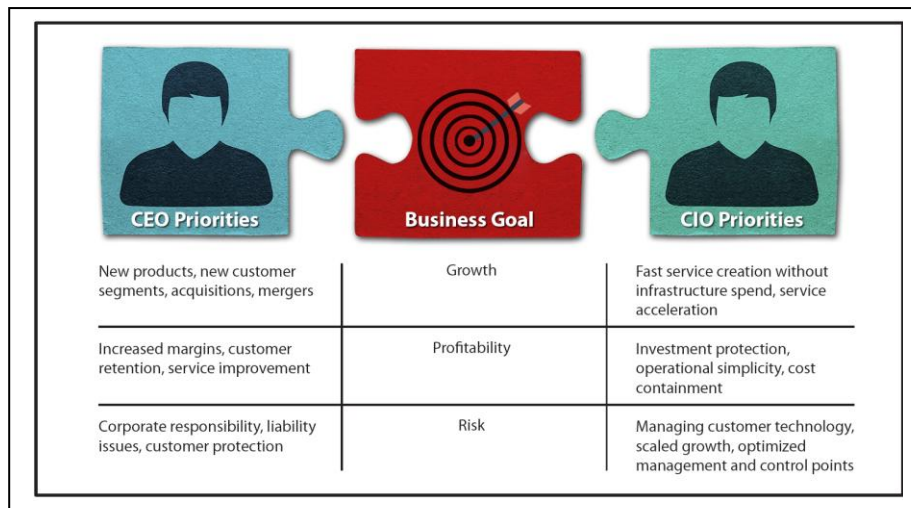 CEO Priorities
Business Goal
CIO Priorities
New products, new customer
segments, acquisitions, mergers
Growth
Fast service creation without
infrastructure spend, service
acceleration
Increased margins, customer
retention, service improvement
Profitability
Investment protection,
operational simplicity, cost
containment
Corporate responsibility, liability
issues, customer protection
Risk
Managing customer technology,
scaled growth, optimized
management and control points